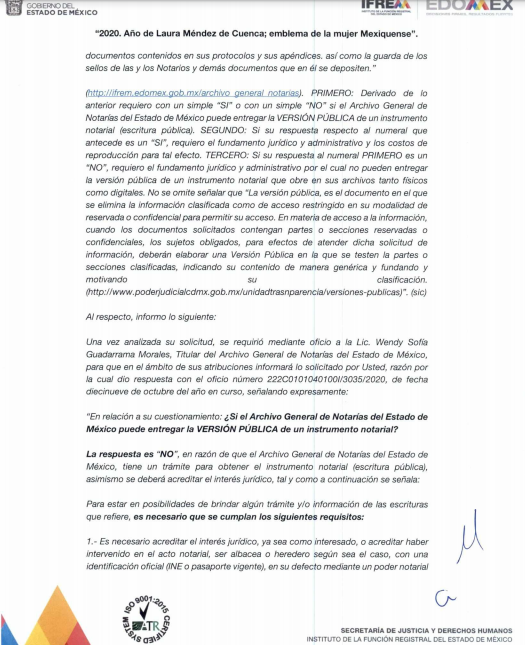 GOBIERNO DEL
ESTADO DE MÉXICO
IFREM
INSTITUTO DE LA FUNCIÓN REGISTRAL
DEL ESTADO DE MÉXICO
EDOMEX
DECISIONES FIRMES, RESULTADOS FUERTES
“2020. Año de Laura Méndez de Cuenca; emblema de la mujer Mexiquense”.
documentos contenidos en sus protocolos y sus apéndices. así como la guarda de los
sellos de las y los Notarios y demás documentos que en él se depositen.”
(http://ifrem.edomex.gob.mx/archivo_general_notarias). PRIMERO: Derivado de lo
anterior requiero con un simple “SI” o con un simple “NO” si el Archivo General de
Notarías del Estado de México puede entregar la VERSIÓN PÚBLICA de un instrumento
notarial (escritura pública). SEGUNDO: Si su respuesta respecto al numeral que
antecede es un “SI”, requiero el fundamento jurídico y administrativo y los costos de
reproducción para tal efecto. TERCERO: Si su respuesta al numeral PRIMERO es un
“NO”, requiero el fundamento jurídico y administrativo por el cual no pueden entregar
la versión pública de un instrumento notarial que obre en sus archivos tanto físicos
como digitales. No se omite señalar que “La versión pública, es el documento en el que
se elimina la información clasificada como de acceso restringido en su modalidad de
reservada o confidencial para permitir su acceso. En materia de acceso a la información,
cuando los documentos solicitados contengan partes o secciones reservadas o
confidenciales, los sujetos obligados, para efectos de atender dicha solicitud de
información, deberán elaborar una Versión Pública en la que se testen la partes o
secciones clasificadas, indicando su contenido de manera genérica y fundando y
motivando su clasificación.
(http://www.poderjudicialcdmx.gob.mx/unidadtrasnparencia/versiones-publicas)”. (sic)
Al respecto, informo lo siguiente:
Una vez analizada su solicitud, se requirió mediante oficio a la Lic. Wendy Sofía
Guadarrama Morales, Titular del Archivo General de Notarías del Estado de México,
para que en el ámbito de sus atribuciones informará lo solicitado por Usted, razón por
la cual dio respuesta con el oficio número 222C0101040100I/3035/2020, de fecha
diecinueve de octubre del año en curso, señalando expresamente:
“En relación a su cuestionamiento: ¿Si el Archivo General de Notarías del Estado de
México puede entregar la VERSIÓN PÚBLICA de un instrumento notarial?
La respuesta es “NO”, en razón de que el Archivo General de Notarías del Estado de
México, tiene un trámite para obtener el instrumento notarial (escritura pública),
asimismo se deberá acreditar el interés jurídico, tal y como a continuación se señala:
Para estar en posibilidades de brindar algún trámite y/o información de las escrituras
que refiere, es necesario que se cumplan los siguientes requisitos:
1.- Es necesario acreditar el interés jurídico, ya sea como interesado, o acreditar haber
intervenido en el acto notarial, ser albacea o heredero según sea el caso, con una
identificación oficial (INE o pasaporte vigente), en su defecto mediante un poder notarial
ISO 9001:2015
ATR
CERTIFIED SYSTEM
SECRETARÍA DE JUSTICIA Y DERECHOS HUMANOS
INSTITUTO DE LA FUNCIÓN REGISTRAL DEL ESTADO DE MÉXICO